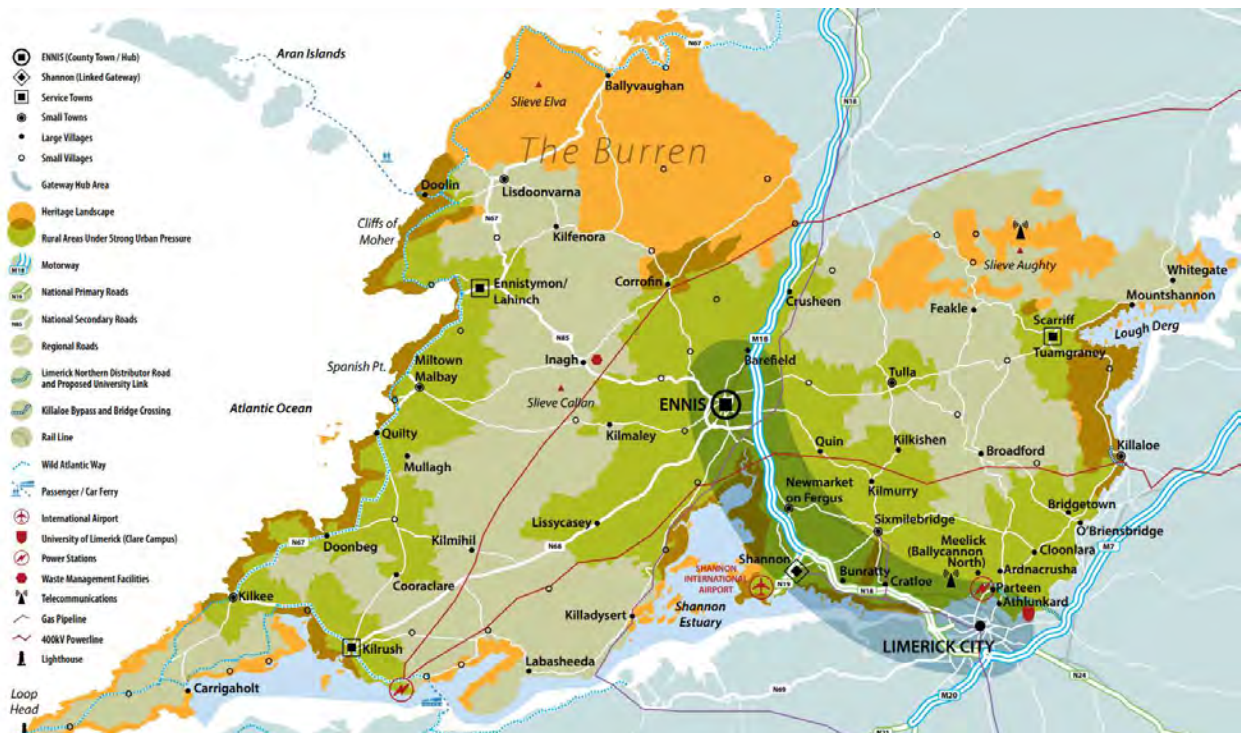 ENNIS (County Town / Hub)
Shannon (Linked Gateway)
Service Towns
Small Towns
Large Villages
Small Villages
Gateway Hub Area
Heritage Landscape
Rural Areas Under Strong Urban Pressure
M18
Motorway
N18
National Primary Roads
N85
National Secondary Roads
Regional Roads
Limerick Northern Distributor Road
and Proposed University Link
Killaloe Bypass and Bridge Crossing
Rail Line
Wild Atlantic Way
Passenger / Car Ferry
International Airport
University of Limerick (Clare Campus)
Power Stations
Waste Management Facilities
Telecommunications
Gas Pipeline
400kV Powerline
Lighthouse
Aran Islands
N67
Ballyvaughan
Slieve Elva
N18
The Burren
Doolin
Lisdoonvarna
Cliffs of
Moher
N67
Kilfenora
Slieve Aughty
Whitegate
Ennistymon/
Lahinch
Corrofin
Crusheen
Feakle
Mountshannon
Scarriff
Lough Derg
Tuamgraney
N85
M18
Barefield
Inagh
Spanish Pt.
Miltown
Malbay
Slieve Callan
Tulla
Atlantic Ocean
ENNIS
Quilty
Kilmaley
Quin
Kilkishen
Broadford
Killaloe
Mullagh
Newmarket
on Fergus
Kilmurry
Bridgetown
Lissycasey
Sixmilebridge
O'Briensbridge
N67
Doonbeg
Kilmihil
N68
Meelick
(Ballycannon
North)
Cloonlara
M7
Shannon
Bunratty
Cratloe
Ardnacrusha
Cooraclare
SHANNON
INTERNATIONAL
AIRPORT
N19
N18
Parteen
Athlunkard
Kilkee
Killadysert
Shannon
Estuary
LIMERICK CITY
Kilrush
Labasheeda
N69
N24
Carrigaholt
M20
Loop
Head
N21